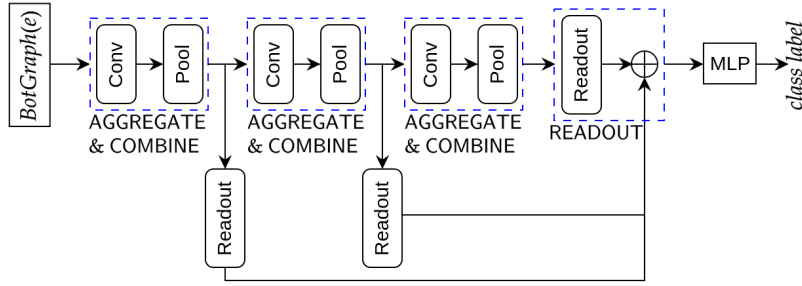 BotGraph(e)
Conv
Pool
AGGREGATE
& COMBINE
Conv
Pool
AGGREGATE
& COMBINE
Conv
Pool
AGGREGATE
& COMBINE
Readout
READOUT
MLP
class label
Readout
Readout